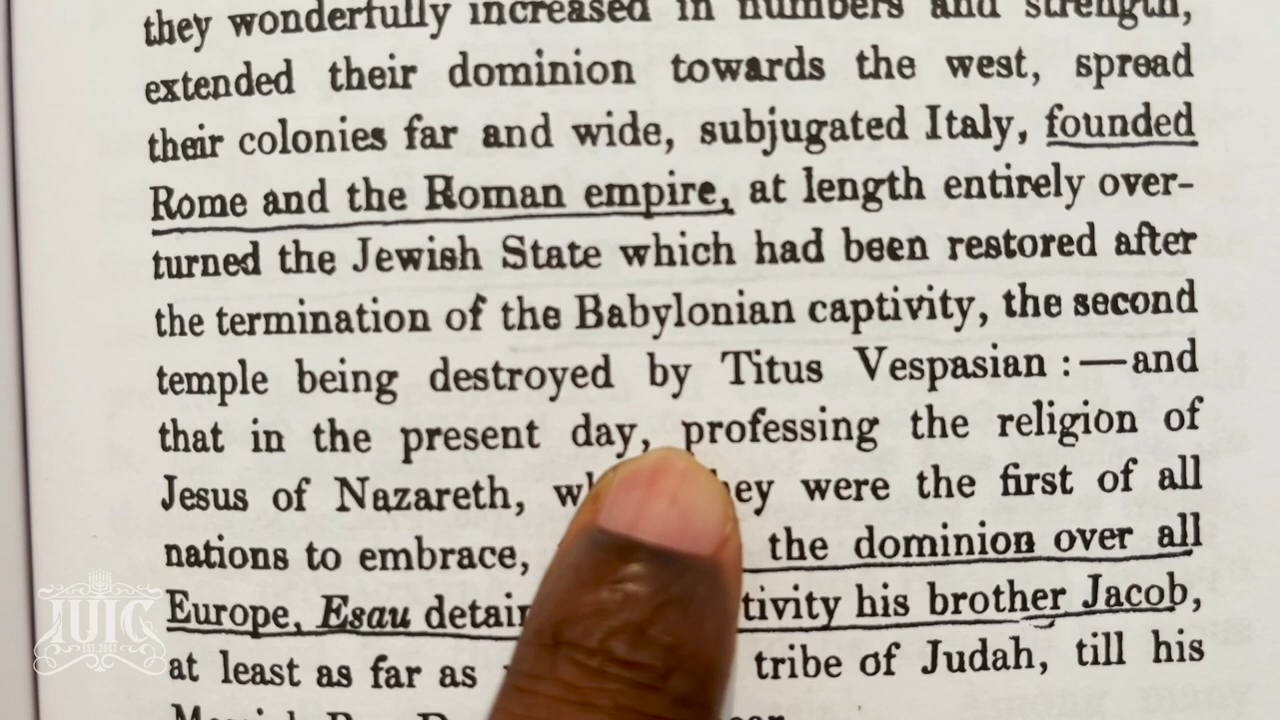 they wonderfully increased in numbers and strength,
extended their dominion towards the west, spread
their colonies far and wide, subjugated Italy, founded
Rome and the Roman empire, at length entirely over-
turned the Jewish State which had been restored after
the termination of the Babylonian captivity, the second
temple being destroyed by Titus Vespasian :—and
that in the present day, professing the religion of
Jesus of Nazareth, were the first of all
nations to embrace, the dominion over all
Europe, Esau his brother Jacob,
at least as far as tribe of Judah, till his
IUIC
EST 2003